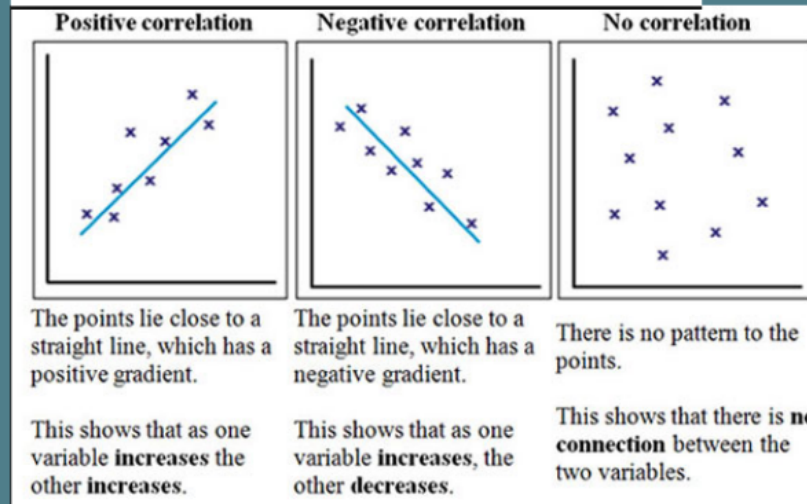 Positive correlation
Negative correlation
No correlation
The points lie close to a
straight line, which has a
positive gradient.
This shows that as one
variable increases the
other increases.
The points lie close to a
straight line, which has a
negative gradient.
This shows that as one
variable increases, the
other decreases.
There is no pattern to the
points.
This shows that there is no
connection between the
two variables.